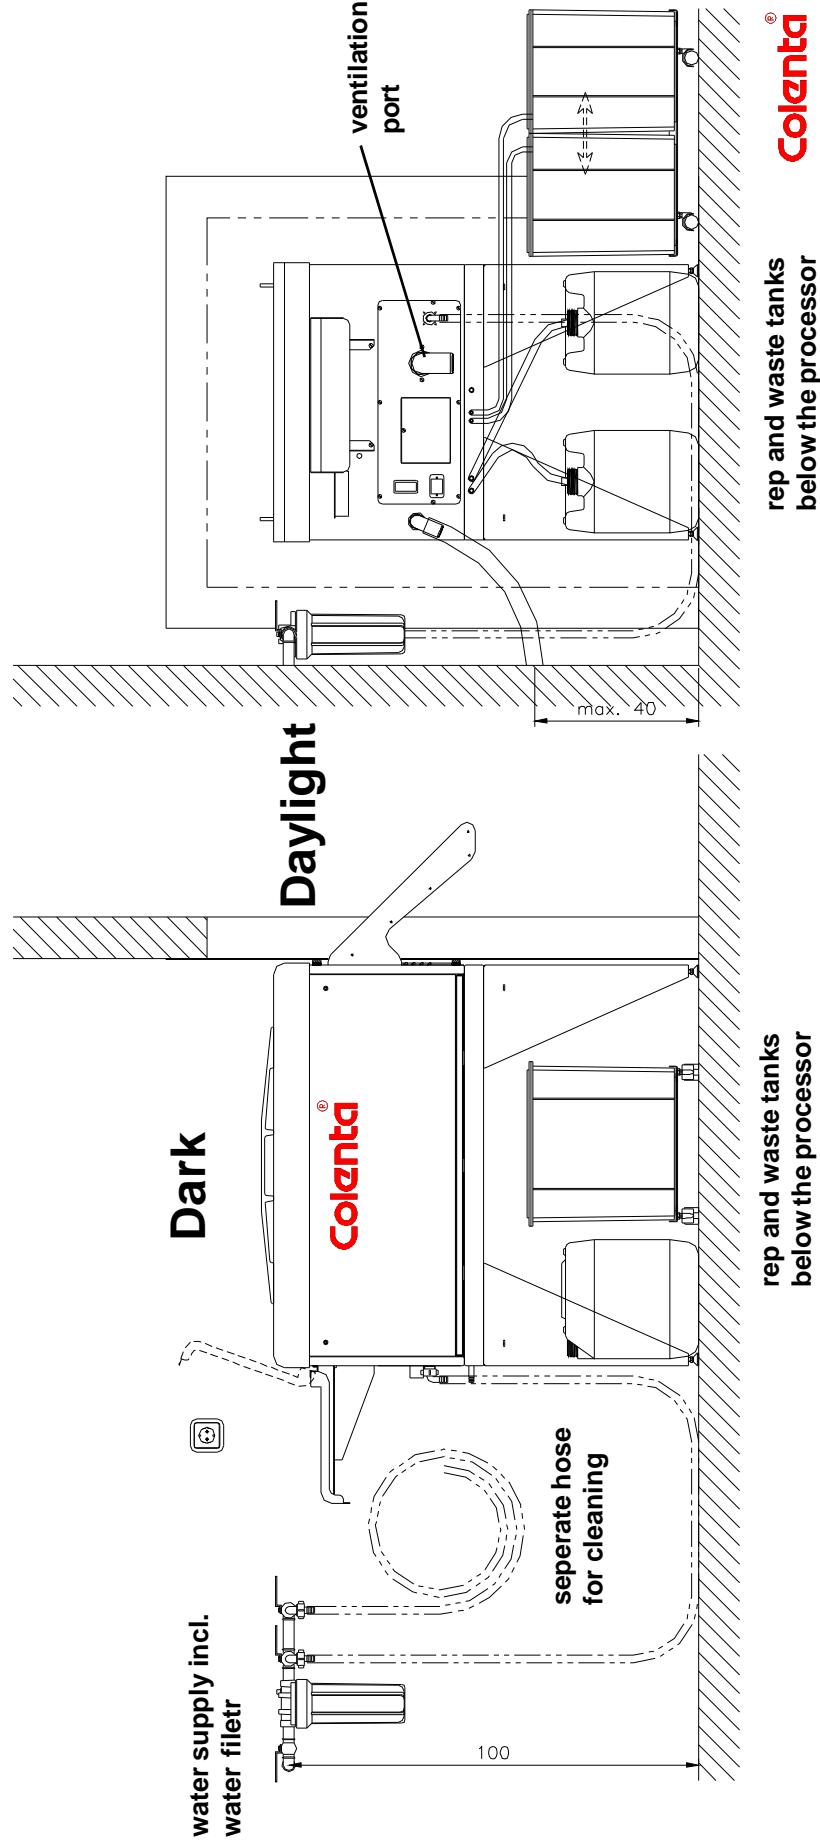 water supply incl.
water filetr
100
seperate hose
for cleaning
Dark
Colenta®
rep and waste tanks
below the processor
Daylight
max. 40
ventilation
port
rep and waste tanks
below the processor
Colenta®